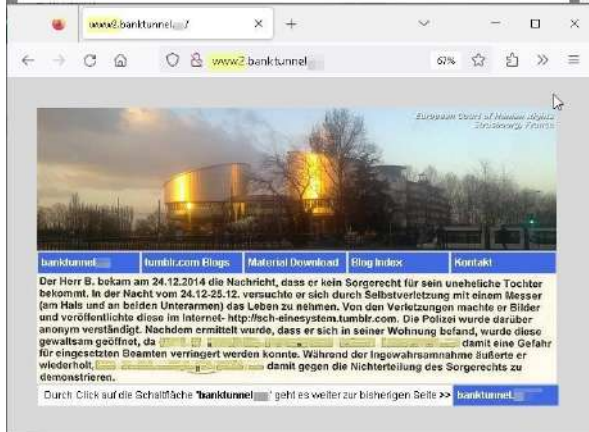 www2.banktunnel /
www2.banktunnel
67%
European Court of Human Rights
Strasbourg, France
banktunnel tumblr.com Blogs Material Download Blog Index Kontakt
Der Herr B. bekam am 24.12.2014 die Nachricht, dass er kein Sorgerecht für sein uneheliche Tochter
bekommt. In der Nacht vom 24.12-25.12. versuchte er sich durch Selbstverletzung mit einem Messer
(am Hals und an beiden Unterarmen) das Leben zu nehmen. Von den Verletzungen machte er Bilder
und veröffentlichte diese im Internet- http://sch-einesystem.tumblr.com. Die Polizei wurde darüber
anonym verständigt. Nachdem ermittelt wurde, dass er sich in seiner Wohnung befand, wurde diese
gewaltsam geöffnet, da damit eine Gefahr
für eingesetzten Beamten verringert werden konnte. Während der Ingewahrsamnahme äußerte er
wiederholt, damit gegen die Nichterteilung des Sorgerechts zu
demonstrieren.
Durch Click auf die Schaltfläche "banktunnel " geht es weiter zur bisherigen Seite >> banktunnel.